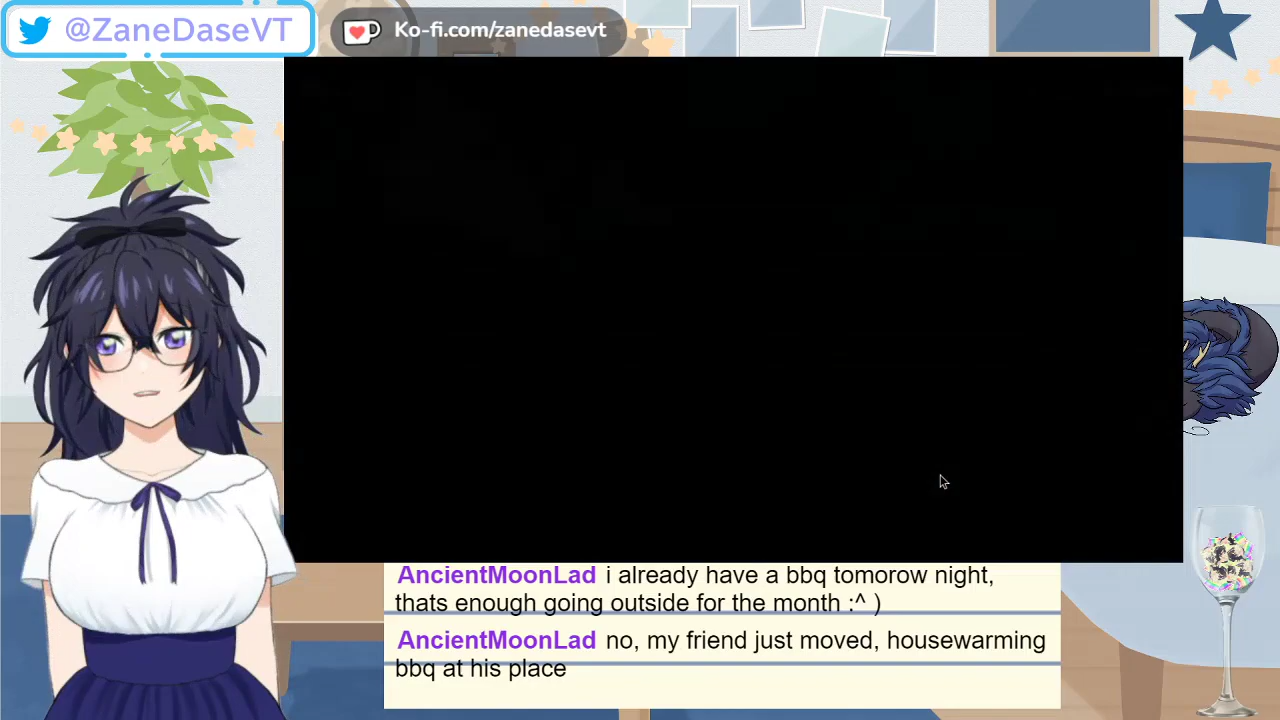 @ZaneDaseVT
Ko-fi.com/zanedasevt
AncientMoonLad i already have a bbq tomorow night,
thats enough going outside for the month :^ )
AncientMoonLad no, my friend just moved, housewarming
bbq at his place